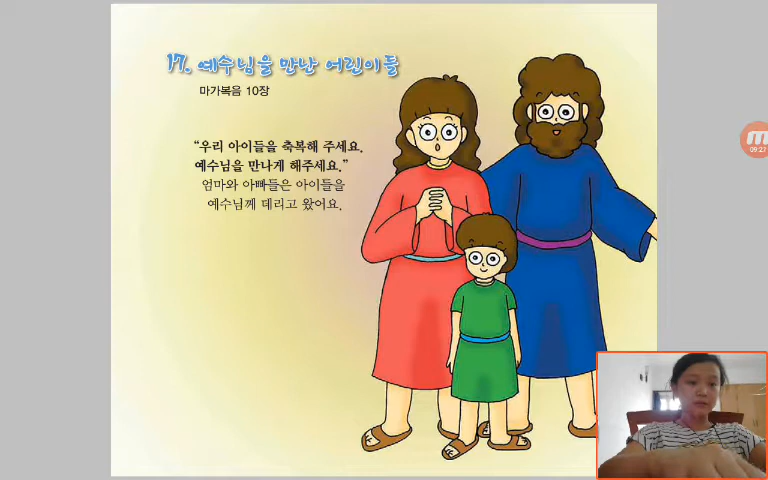 17. 예수님을 만난 어린이들
마가복음 10장
“우리 아이들을 축복해 주세요.
예수님을 만나게 해주세요.”
엄마와 아빠들은 아이들을
예수님께 데리고 왔어요.
M
09:27